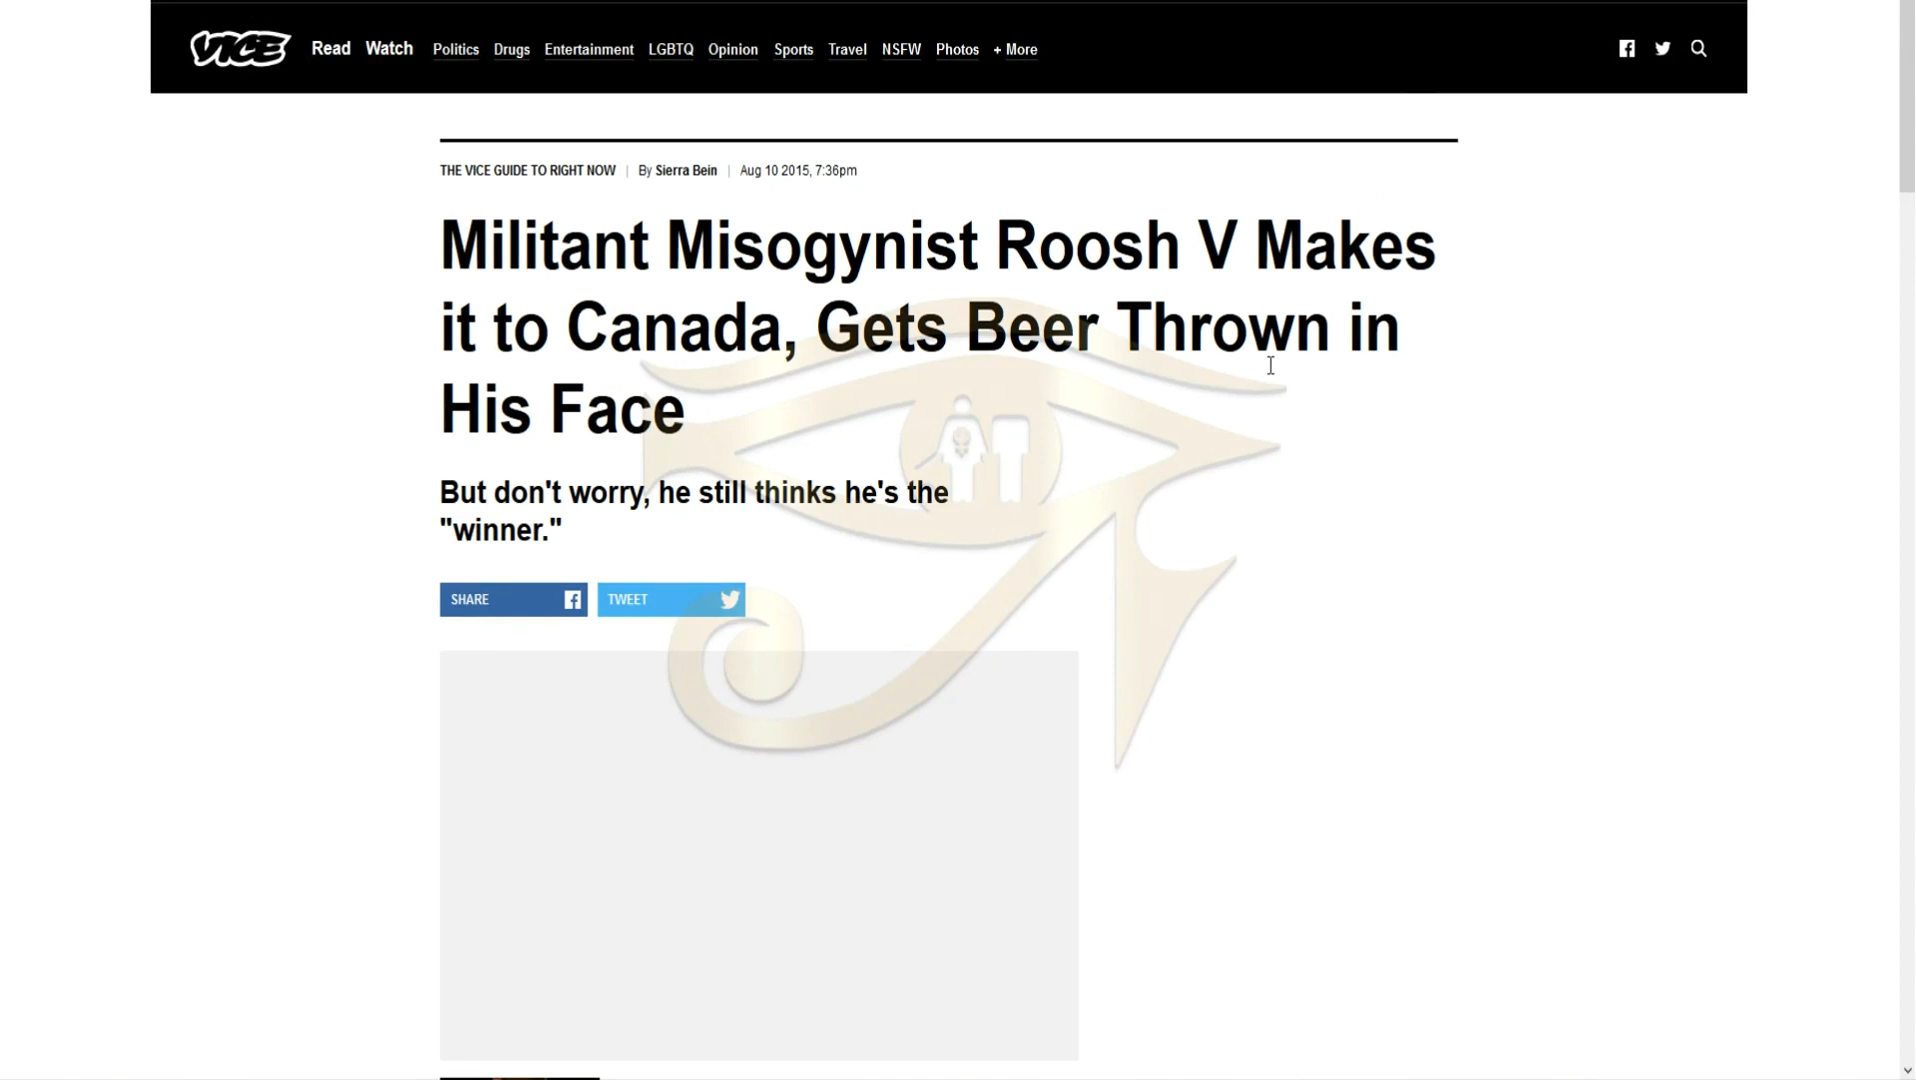 VICE Read Watch Politics Drugs Entertainment LGBTQ Opinion Sports Travel NSFW Photos + More
THE VICE GUIDE TO RIGHT NOW | By Sierra Bein | Aug 10 2015, 7:36pm
Militant Misogynist Roosh V Makes
it to Canada, Gets Beer Thrown in
His Face
But don't worry, he still thinks he's the
"winner."
SHARE TWEET